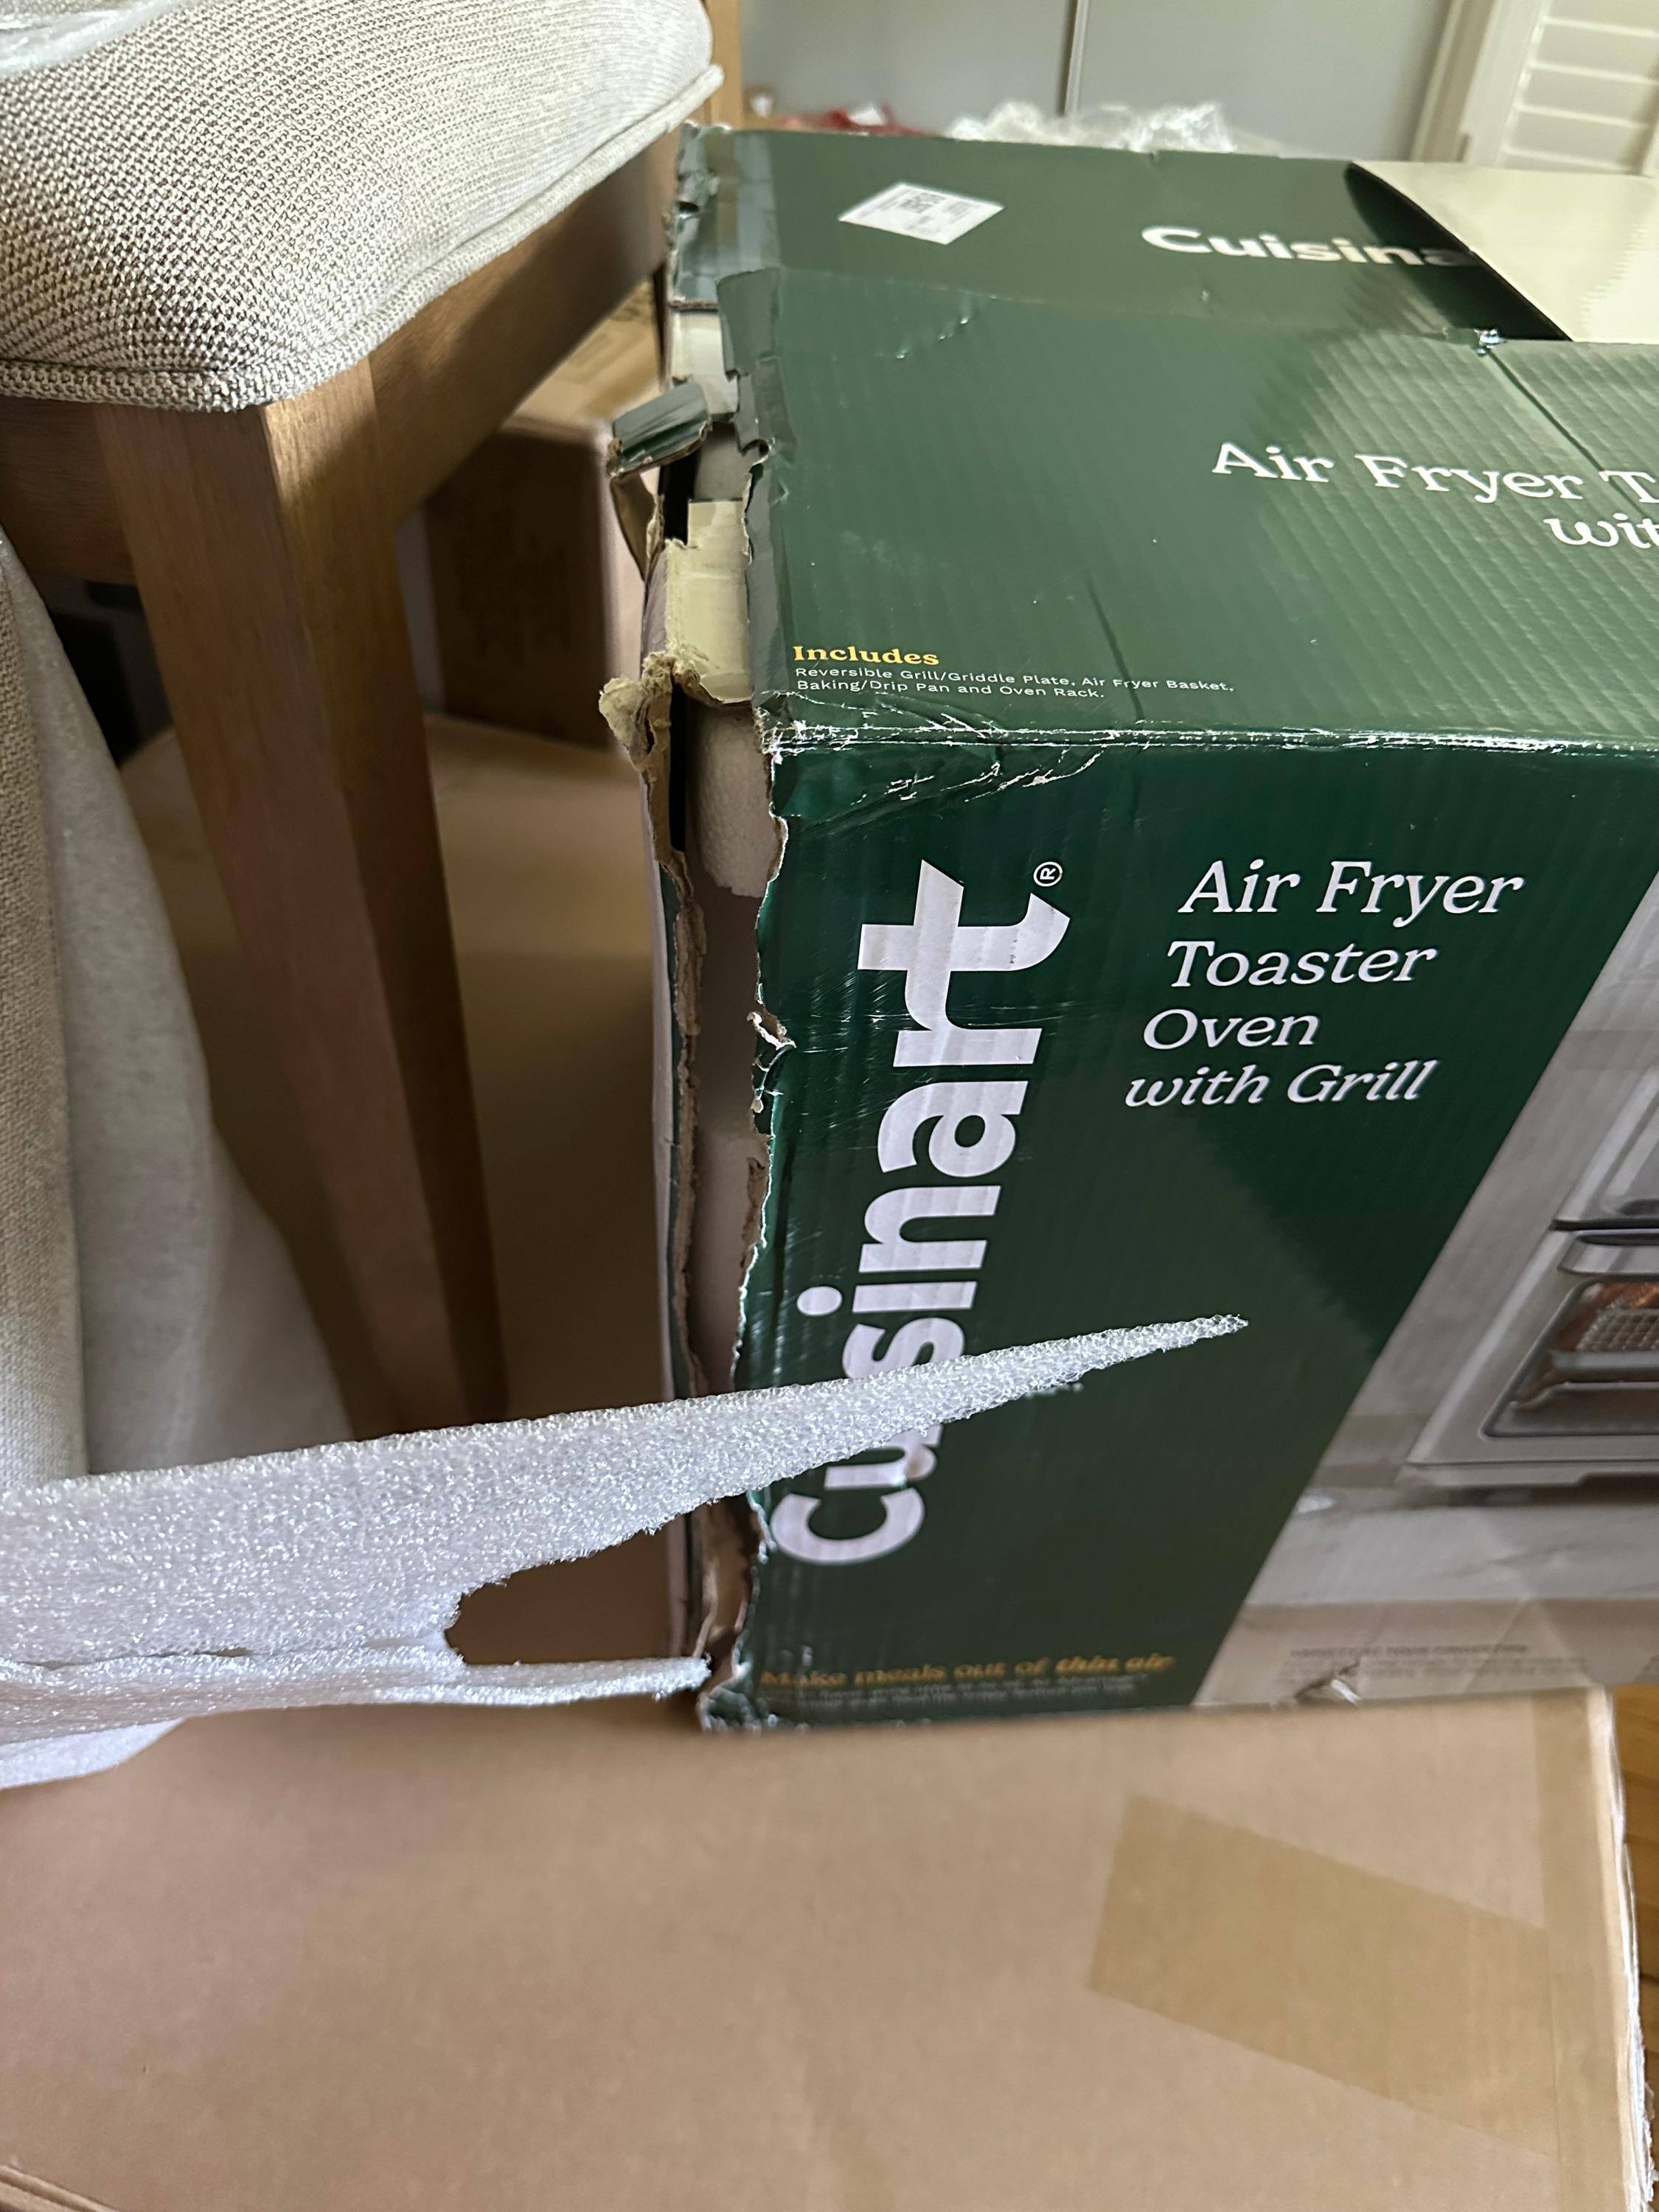 Cuisina
Air Fryer T
wit
Includes
Reversible Grill/Griddle Plate, Air Fryer Basket,
Baking/Drip Pan and Oven Rack.
Cuisinart®
Air Fryer
Toaster
Oven
with Grill
Make meals out of thin air